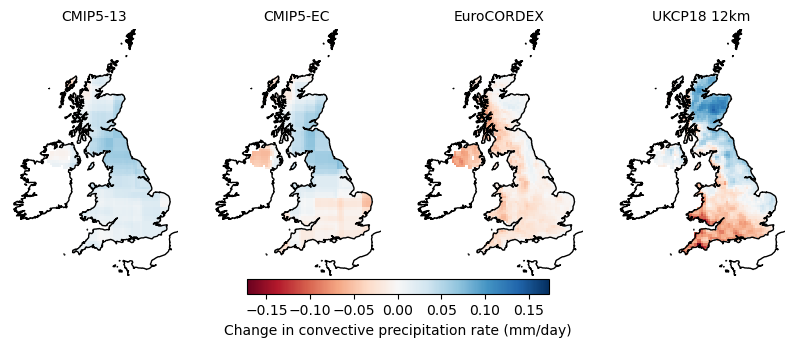 CMIP5-13
CMIP5-EC
EuroCORDEX
UKCP18 12km
−0.15 −0.10 −0.05 0.00 0.05 0.10 0.15
Change in convective precipitation rate (mm/day)